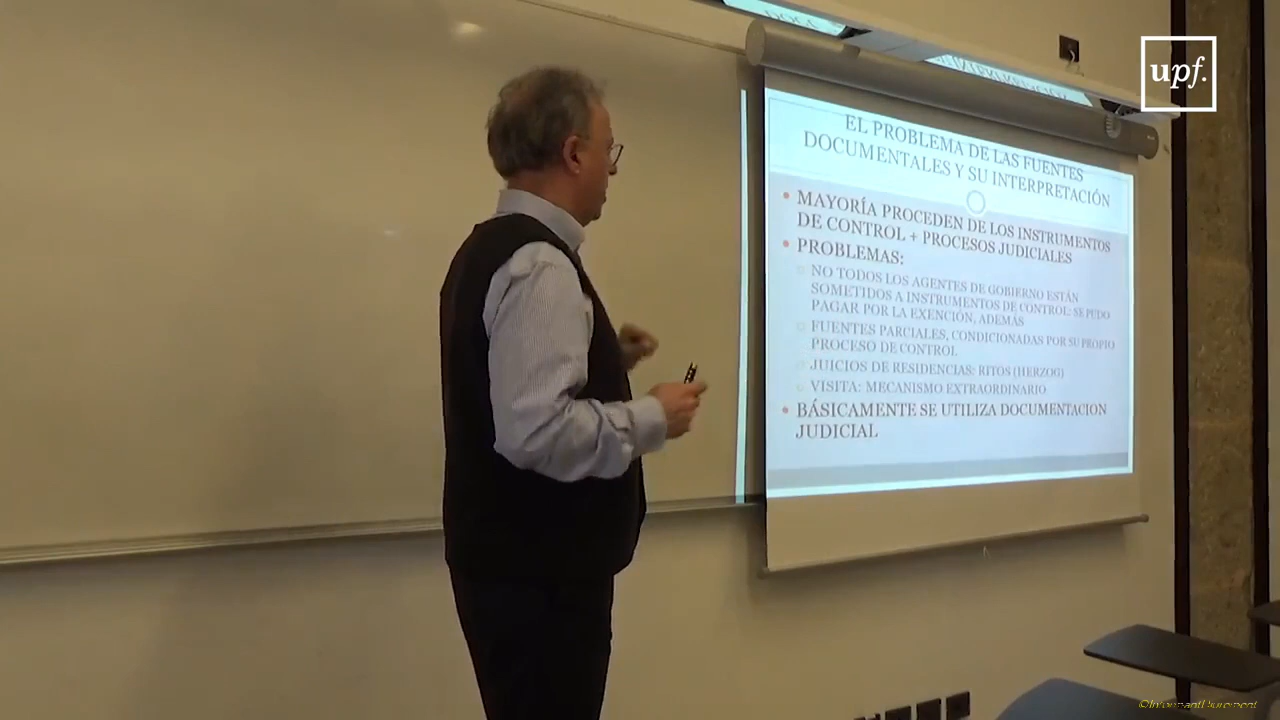 upf.
EL PROBLEMA DE LAS FUENTES
DOCUMENTALES Y SU INTERPRETACIÓN
• MAYORÍA PROCEDEN DE LOS INSTRUMENTOS
DE CONTROL + PROCESOS JUDICIALES
• PROBLEMAS:
NO TODOS LOS AGENTES DE GOBIERNO ESTÁN
SOMETIDOS A INSTRUMENTOS DE CONTROL: SE PUDO
PAGAR POR LA EXENCIÓN, ADEMÁS
FUENTES PARCIALES, CONDICIONADAS POR SU PROPIO
PROCESO DE CONTROL
JUICIOS DE RESIDENCIAS: RITOS (HERZOG)
VISITA: MECANISMO EXTRAORDINARIO
• BÁSICAMENTE SE UTILIZA DOCUMENTACION
JUDICIAL